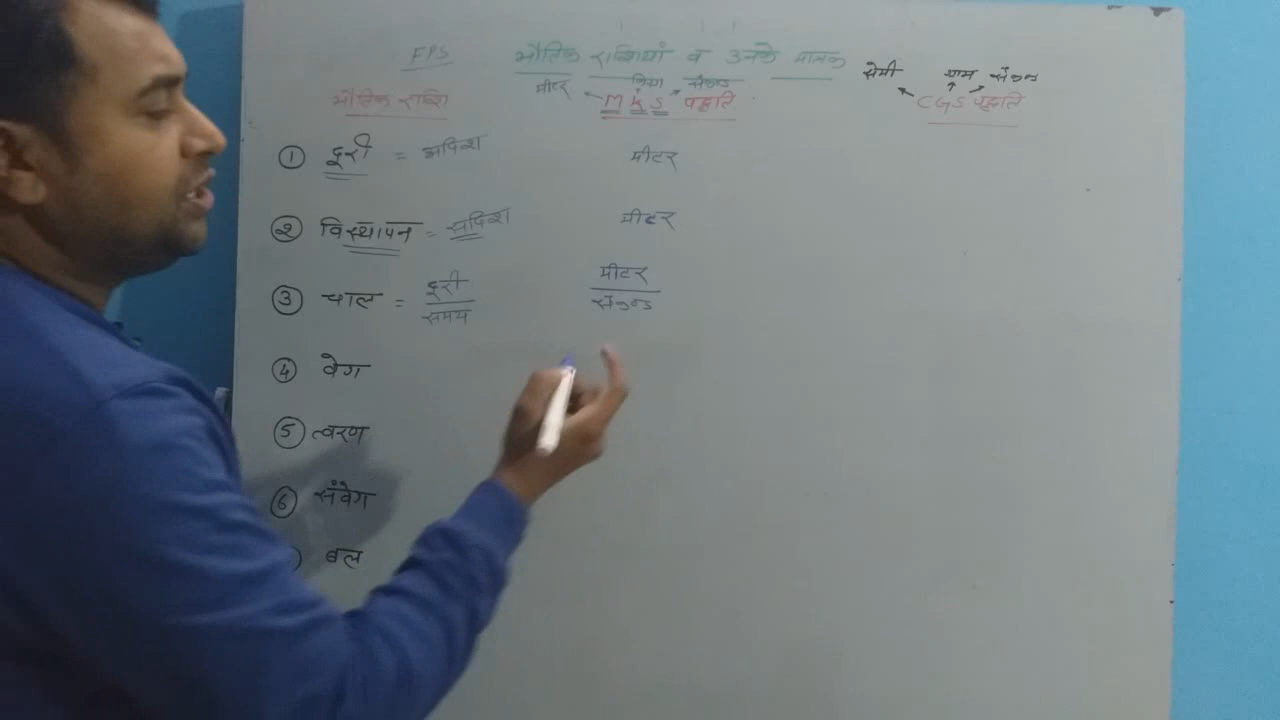 FPS भौतिक राशियाँ व उनके मात्रक
मीटर किग्रा सेकण्ड सेमी ग्राम सेकण्ड
भौतिक राशि MKS पद्धति CGS पद्धति
① दूरी = अदिश मीटर
② विस्थापन = सदिश मीटर
③ चाल = दूरी / समय मीटर / सेकण्ड
④ वेग
⑤ त्वरण
⑥ संवेग
बल